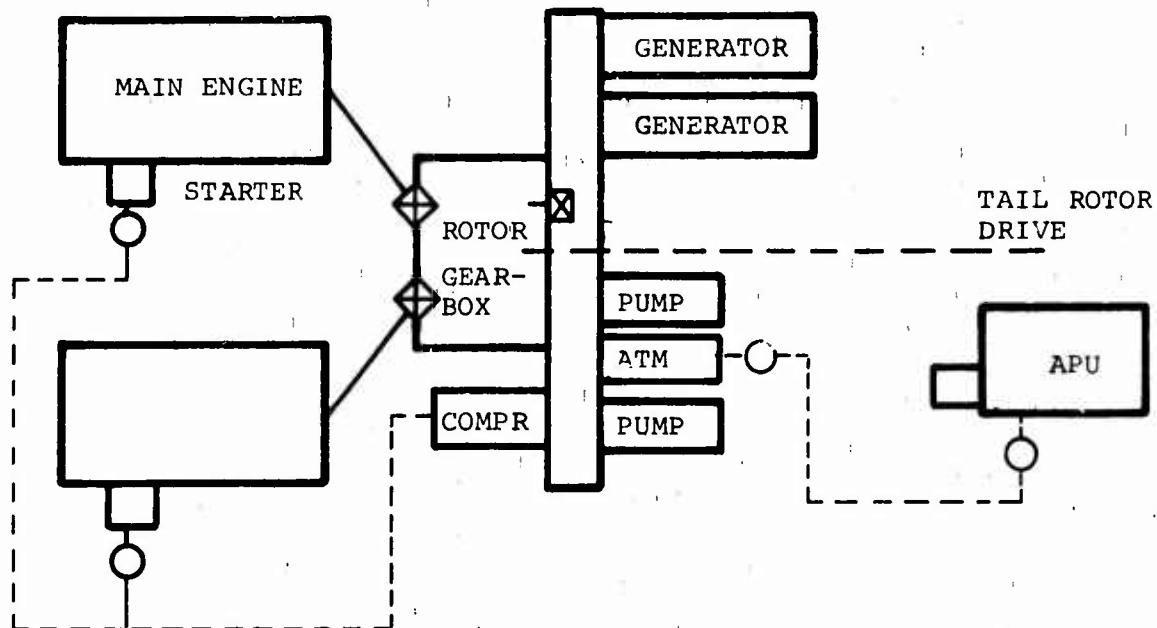 GENERATOR
MAIN ENGINE
GENERATOR
STARTER
TAIL ROTOR
DRIVE
ROTOR
GEAR-
BOX
PUMP
ATM
APU
COMPR
PUMP